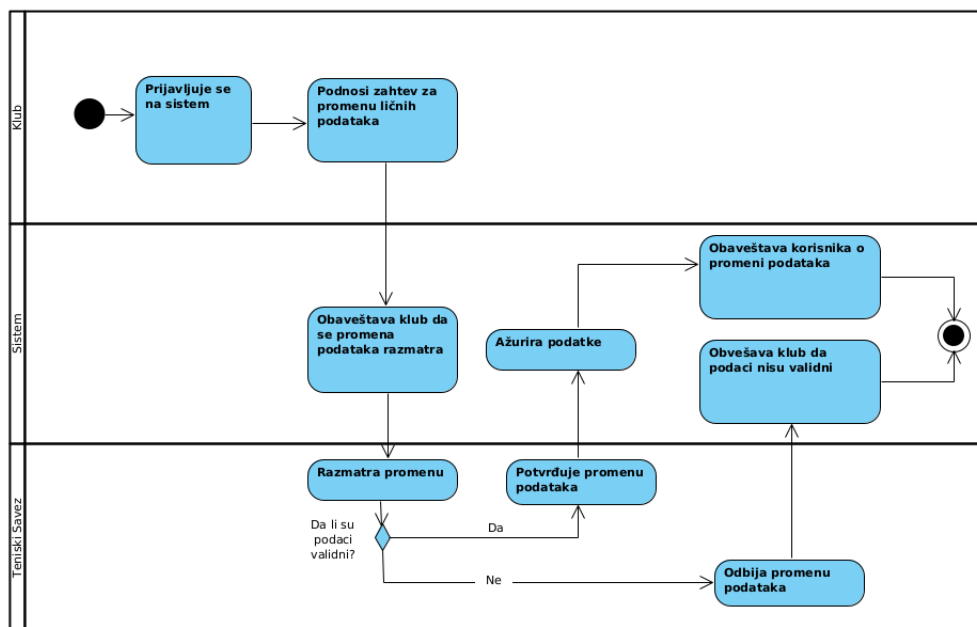 Klub
Prijavljuje se
na sistem
Podnosi zahtev za
promenu ličnih
podataka
Sistem
Obaveštava klub da
se promena
podataka razmatra
Ažurira podatke
Obaveštava korisnika o
promeni podataka
Obvešava klub da
podaci nisu validni
Teniski Savez
Razmatra promenu
Da li su
podaci
validni?
Da
Potvrđuje promenu
podataka
Ne
Odbija promenu
podataka